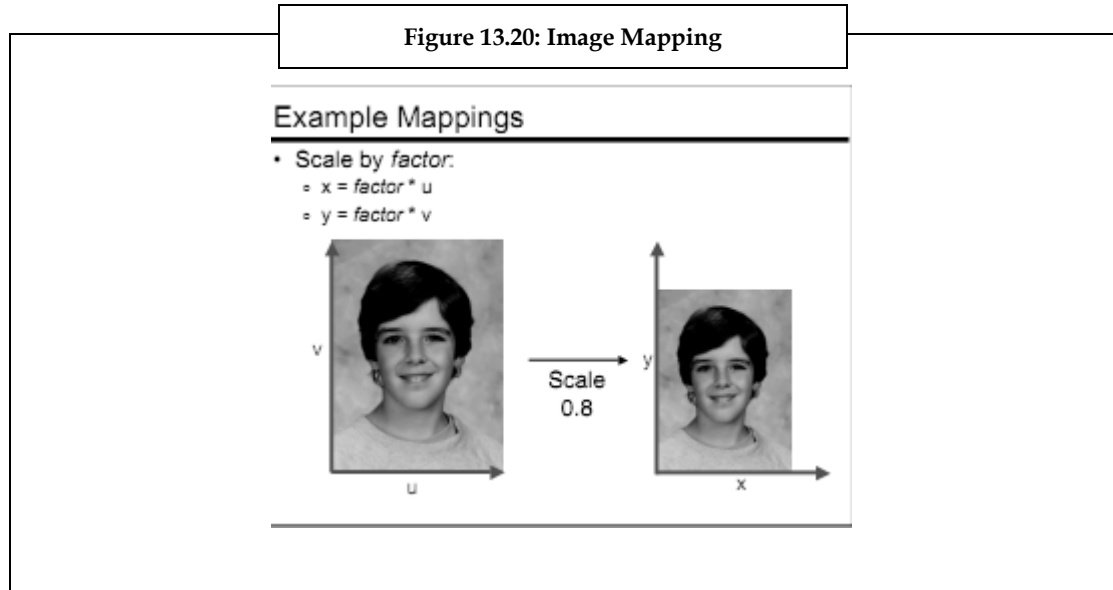 Figure 13.20: Image Mapping
Example Mappings
• Scale by factor:
∘ x = factor * u
∘ y = factor * v
v
u
Scale
0.8
y
x